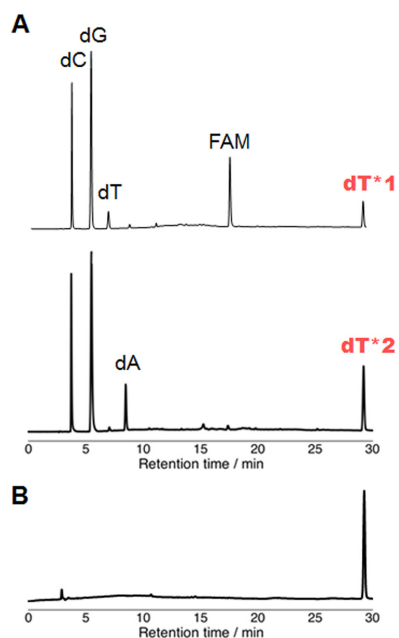 A
dC
dG
dT
FAM
dT*1
dA
dT*2
0 5 10 15 20 25 30
Retention time / min
B
0 5 10 15 20 25 30
Retention time / min